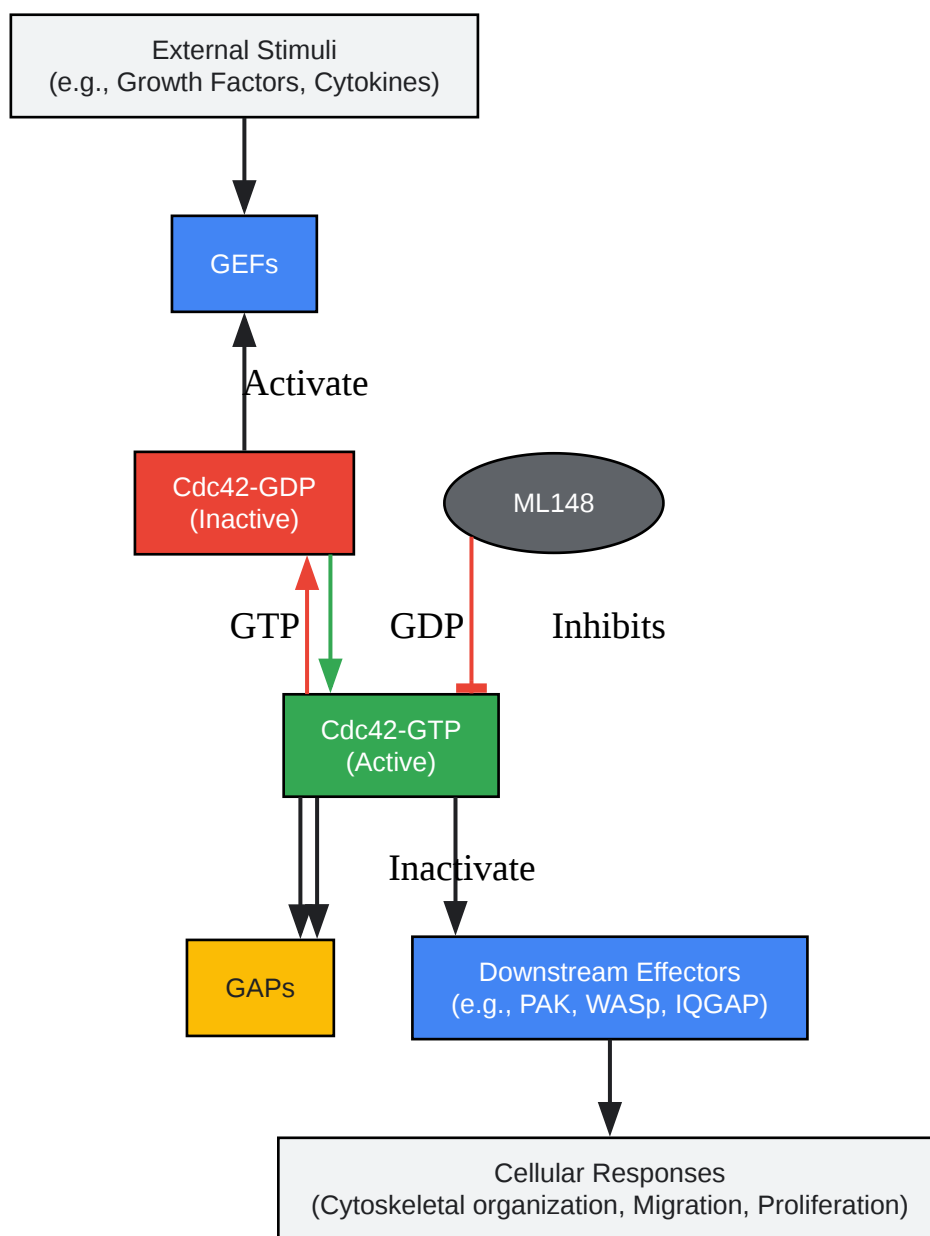 External Stimuli
(e.g., Growth Factors, Cytokines)
GEFs
Activate
Cdc42-GDP
(Inactive)
ML148
GTP
GDP
Inhibits
Cdc42-GTP
(Active)
Inactivate
GAPs
Downstream Effectors
(e.g., PAK, WASp, IQGAP)
Cellular Responses
(Cytoskeletal organization, Migration, Proliferation)